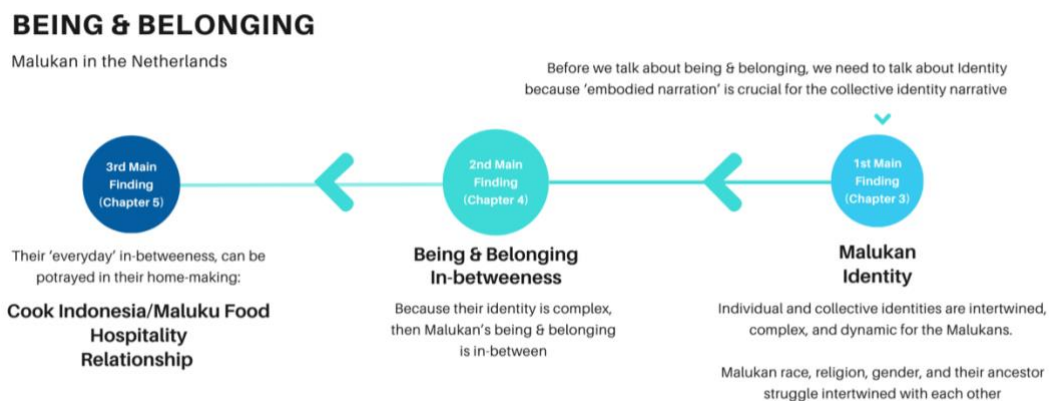 BEING & BELONGING
Malukan in the Netherlands
Before we talk about being & belonging, we need to talk about Identity
because 'embodied narration' is crucial for the collective identity narrative
3rd Main
Finding
(Chapter 5)
Their 'everyday' in-betweeness, can be
potrayed in their home-making:
Cook Indonesia/Maluku Food
Hospitality
Relationship
2nd Main
Finding
(Chapter 4)
Being & Belonging
In-betweeness
Because their identity is complex,
then Malukan's being & belonging
is in-between
1st Main
Finding
(Chapter 3)
Malukan
Identity
Individual and collective identities are intertwined,
complex, and dynamic for the Malukans.
Malukan race, religion, gender, and their ancestor
struggle intertwined with each other